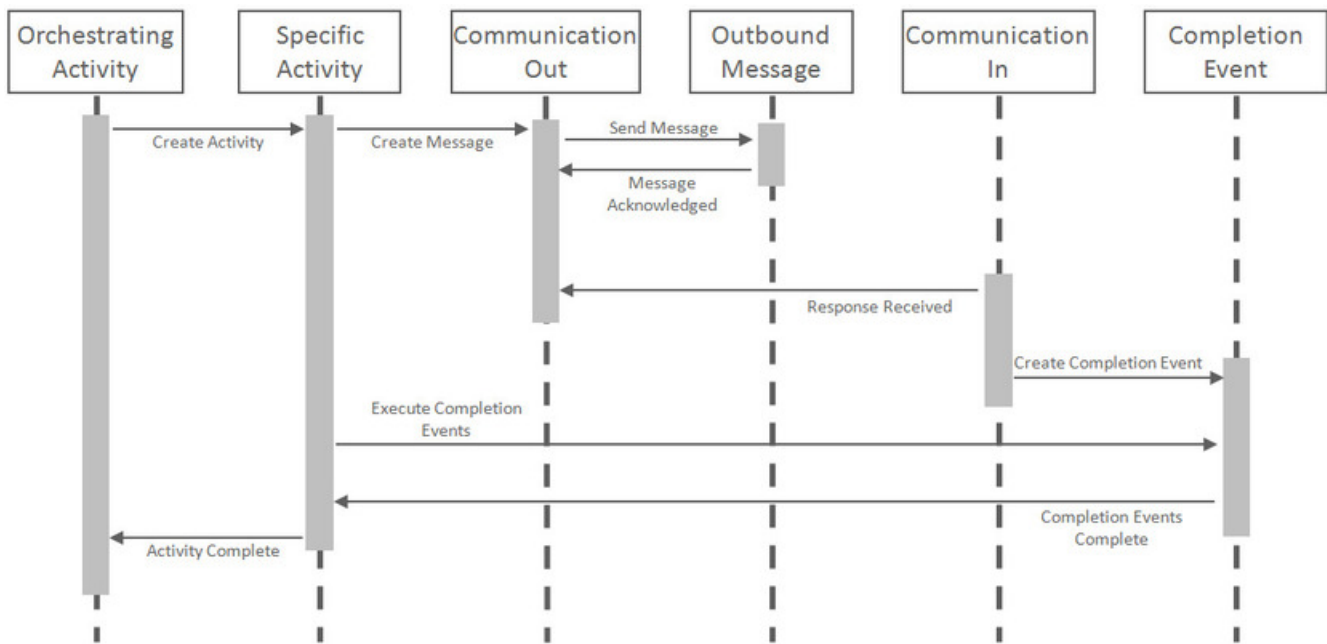 Orchestrating
Activity
Specific
Activity
Communication
Out
Outbound
Message
Communication
In
Completion
Event
Create Activity
Create Message
Send Message
Message
Acknowledged
Response Received
Create Completion Event
Execute Completion
Events
Completion Events
Complete
Activity Complete